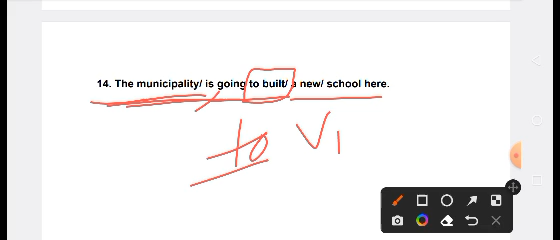 14. The municipality/ is going to built/ a new/ school here.
to V1